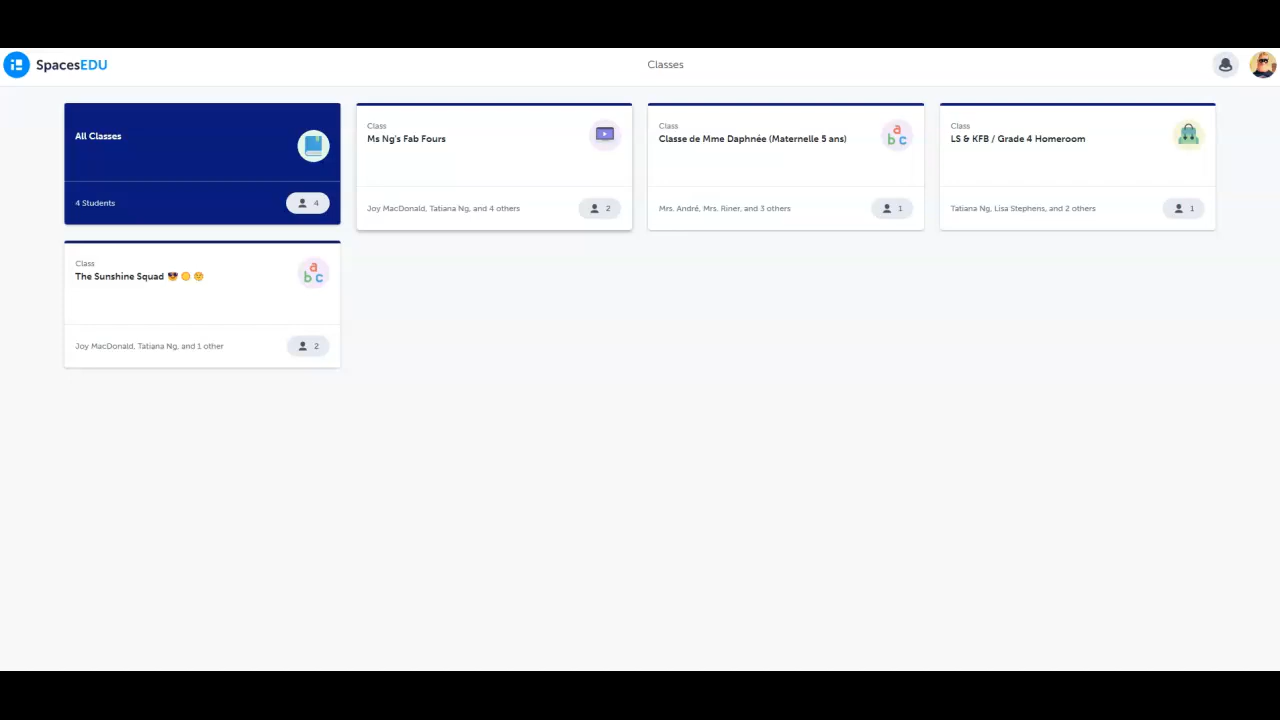 SpacesEDU
Classes
All Classes
4 Students
4
Class
Ms Ng's Fab Fours
Joy MacDonald, Tatiana Ng, and 4 others
2
Class
Classe de Mme Daphnée (Maternelle 5 ans)
Mrs. André, Mrs. Riner, and 3 others
1
Class
LS & KFB / Grade 4 Homeroom
Tatiana Ng, Lisa Stephens, and 2 others
1
Class
The Sunshine Squad
Joy MacDonald, Tatiana Ng, and 1 other
2